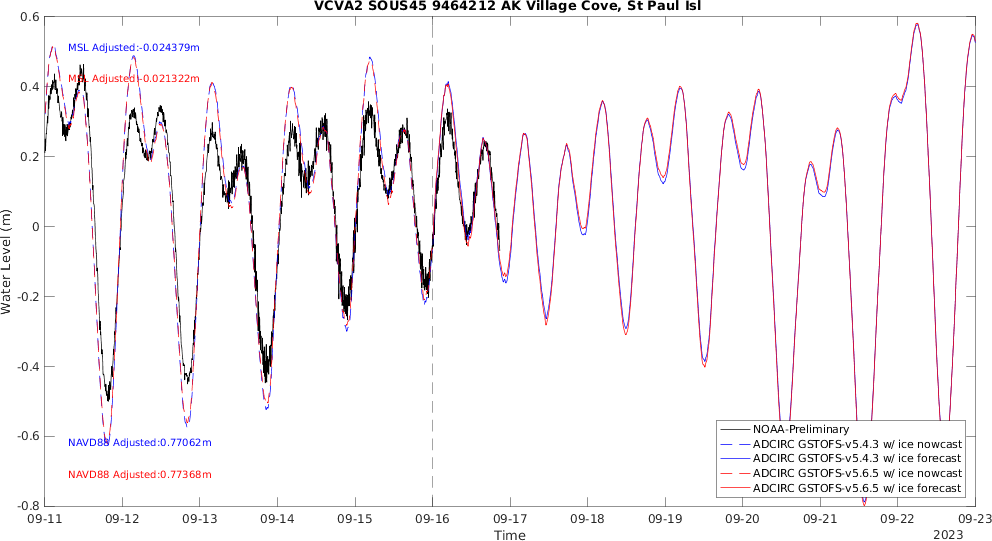 VCVA2 SOUS45 9464212 AK Village Cove, St Paul Isl
0.6
0.4
0.2
0
-0.2
-0.4
-0.6
-0.8
Water Level (m)
MSL Adjusted:-0.024379m
MSL Adjusted:-0.021322m
NAVD88 Adjusted:0.77062m
NAVD88 Adjusted:0.77368m
NOAA-Preliminary
ADCIRC GSTOFS-v5.4.3 w/ ice nowcast
ADCIRC GSTOFS-v5.4.3 w/ ice forecast
ADCIRC GSTOFS-v5.6.5 w/ ice nowcast
ADCIRC GSTOFS-v5.6.5 w/ ice forecast
09-11 09-12 09-13 09-14 09-15 09-16 09-17 09-18 09-19 09-20 09-21 09-22 09-23
Time
2023